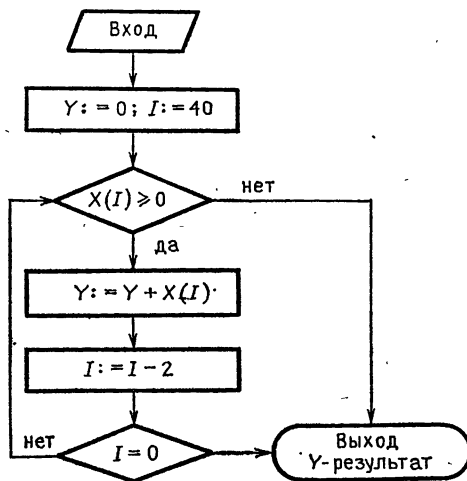 Вход
Y: = 0; I: = 40
X(I) ⩾ 0
нет
да
Y: = Y + X(I)
I: = I − 2
нет
I = 0
Выход
Y-результат